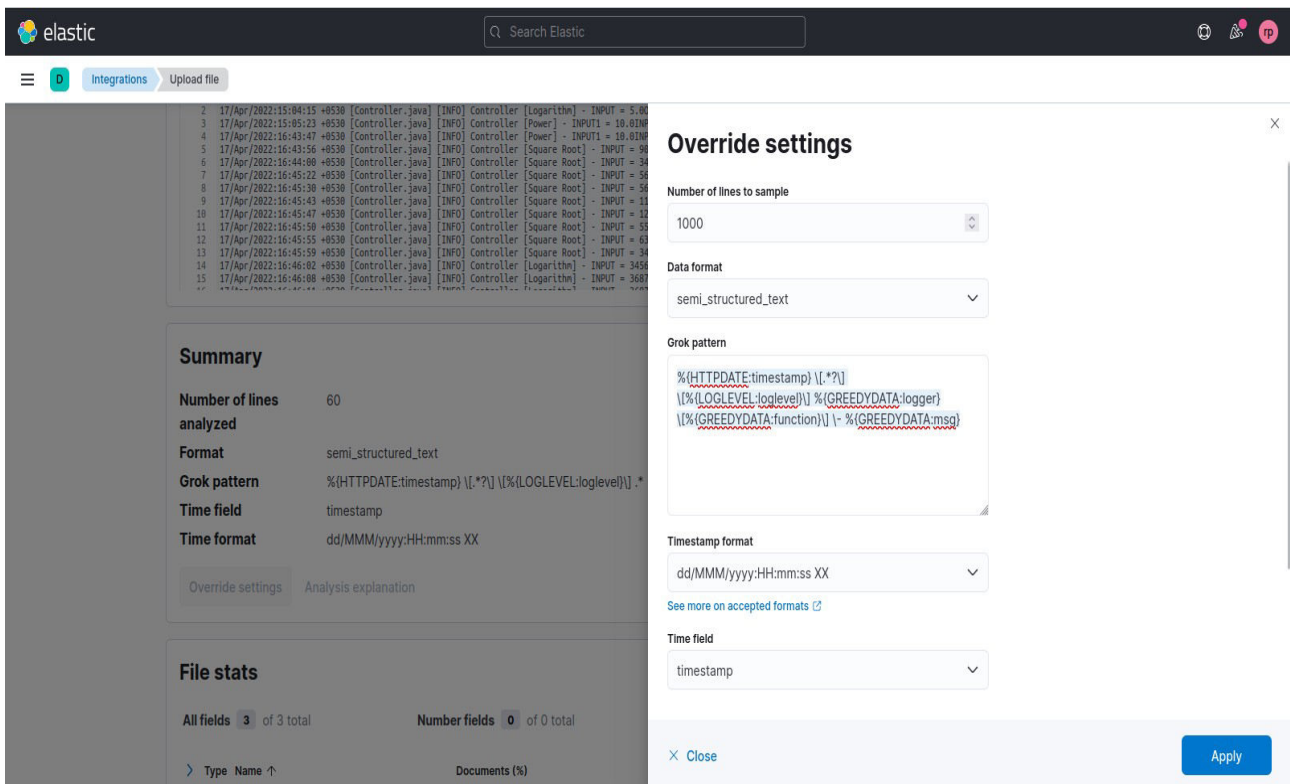 elastic
Search Elastic
rp
D
Integrations
Upload file
2 17/Apr/2022:15:04:15 +0530 [Controller.java] [INFO] Controller [Logarithm] - INPUT = 5.0O
3 17/Apr/2022:15:05:23 +0530 [Controller.java] [INFO] Controller [Power] - INPUT1 = 10.0INP
4 17/Apr/2022:16:43:47 +0530 [Controller.java] [INFO] Controller [Power] - INPUT1 = 10.0INP
5 17/Apr/2022:16:43:56 +0530 [Controller.java] [INFO] Controller [Square Root] - INPUT = 90
6 17/Apr/2022:16:44:00 +0530 [Controller.java] [INFO] Controller [Square Root] - INPUT = 34
7 17/Apr/2022:16:45:22 +0530 [Controller.java] [INFO] Controller [Square Root] - INPUT = 56
8 17/Apr/2022:16:45:30 +0530 [Controller.java] [INFO] Controller [Square Root] - INPUT = 56
9 17/Apr/2022:16:45:43 +0530 [Controller.java] [INFO] Controller [Square Root] - INPUT = 11
10 17/Apr/2022:16:45:47 +0530 [Controller.java] [INFO] Controller [Square Root] - INPUT = 12
11 17/Apr/2022:16:45:50 +0530 [Controller.java] [INFO] Controller [Square Root] - INPUT = 55
12 17/Apr/2022:16:45:55 +0530 [Controller.java] [INFO] Controller [Square Root] - INPUT = 63
13 17/Apr/2022:16:45:59 +0530 [Controller.java] [INFO] Controller [Square Root] - INPUT = 34
14 17/Apr/2022:16:46:02 +0530 [Controller.java] [INFO] Controller [Logarithm] - INPUT = 3456
15 17/Apr/2022:16:46:08 +0530 [Controller.java] [INFO] Controller [Logarithm] - INPUT = 3687
Summary
Number of lines analyzed 60
Format semi_structured_text
Grok pattern %{HTTPDATE:timestamp} \[.*?\] \[%{LOGLEVEL:loglevel}\] .*
Time field timestamp
Time format dd/MMM/yyyy:HH:mm:ss XX
Override settings Analysis explanation
File stats
All fields 3 of 3 total Number fields 0 of 0 total
Type Name Documents (%)
Override settings
Number of lines to sample
1000
Data format
semi_structured_text
Grok pattern
%{HTTPDATE:timestamp} \[.*?\]
\[%{LOGLEVEL:loglevel}\] %{GREEDYDATA:logger}
\[%{GREEDYDATA:function}\] \- %{GREEDYDATA:msg}
Timestamp format
dd/MMM/yyyy:HH:mm:ss XX
See more on accepted formats
Time field
timestamp
Close
Apply